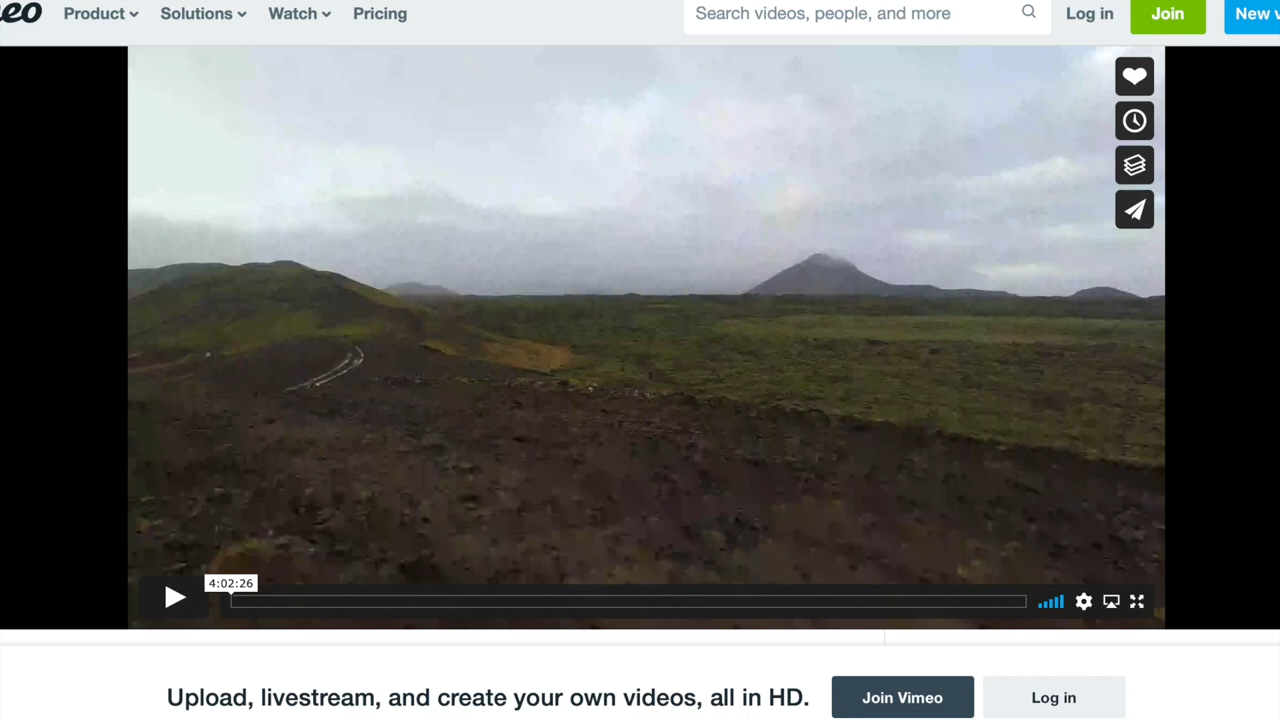 Product Solutions Watch Pricing Search videos, people, and more Log in Join New
4:02:26
Upload, livestream, and create your own videos, all in HD. Join Vimeo Log in